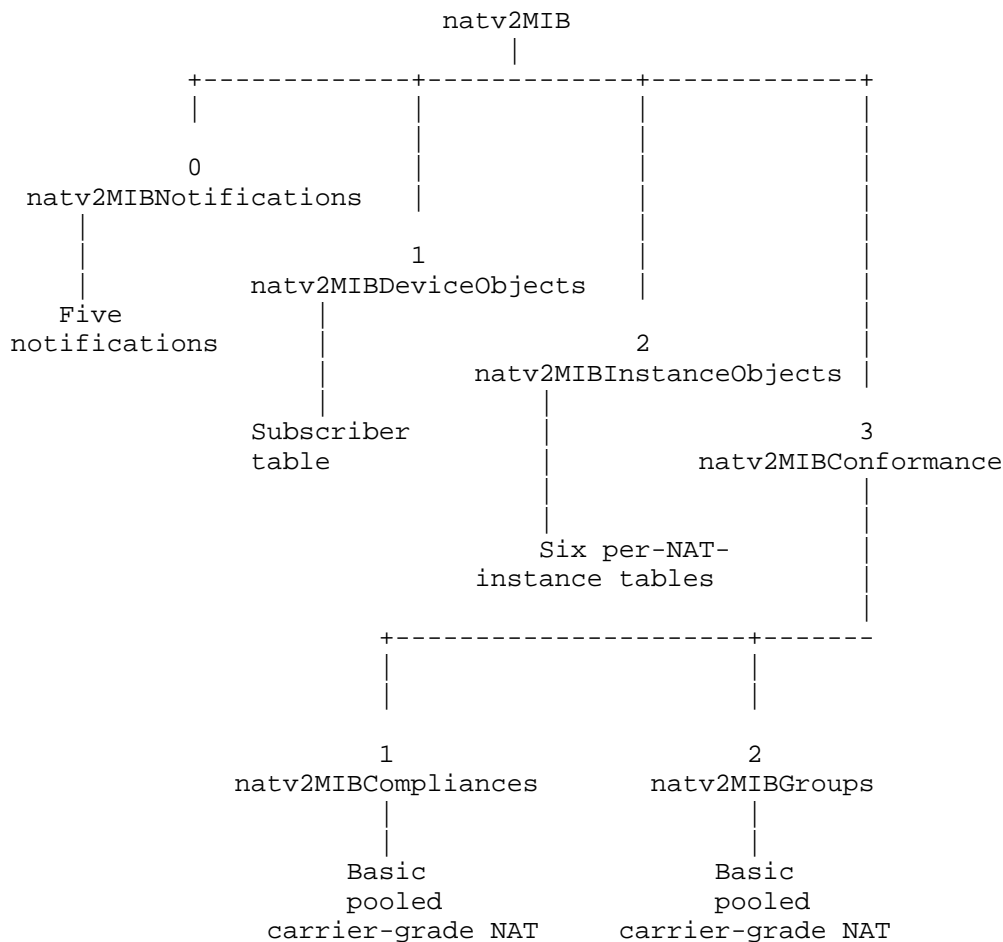 natv2MIB
0
natv2MIBNotifications
1
natv2MIBDeviceObjects
Five
notifications
2
natv2MIBInstanceObjects
Subscriber
table
3
natv2MIBConformance
Six per-NAT-
instance tables
1 2
natv2MIBCompliances natv2MIBGroups
Basic Basic
pooled pooled
carrier-grade NAT carrier-grade NAT